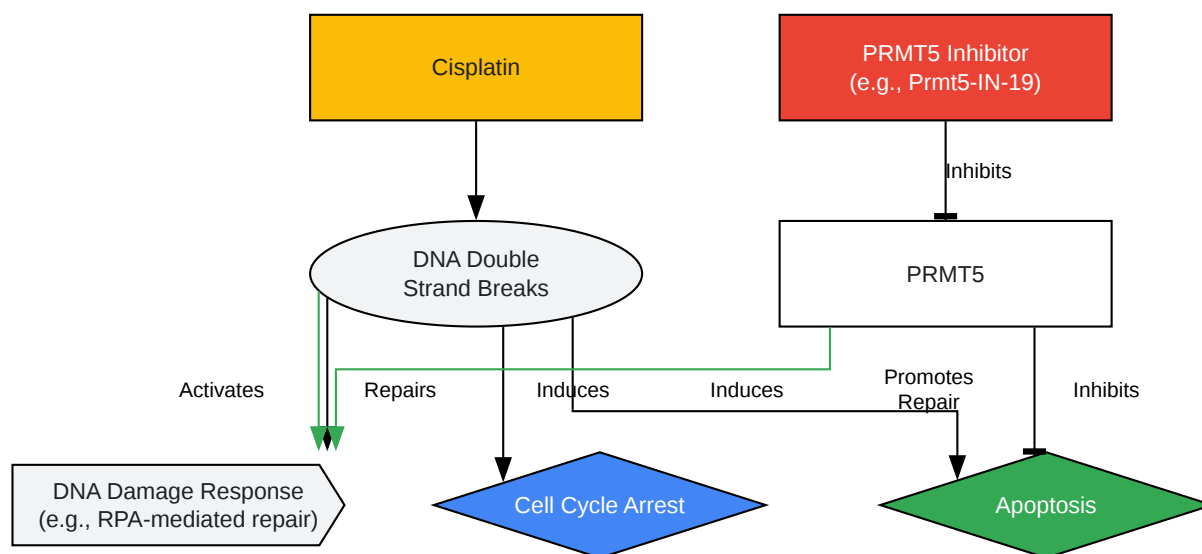 Cisplatin
PRMT5 Inhibitor
(e.g., Prmt5-IN-19)
Inhibits
DNA Double
Strand Breaks
PRMT5
Activates
Repairs
Induces
Induces
Promotes
Repair
Inhibits
DNA Damage Response
(e.g., RPA-mediated repair)
Cell Cycle Arrest
Apoptosis